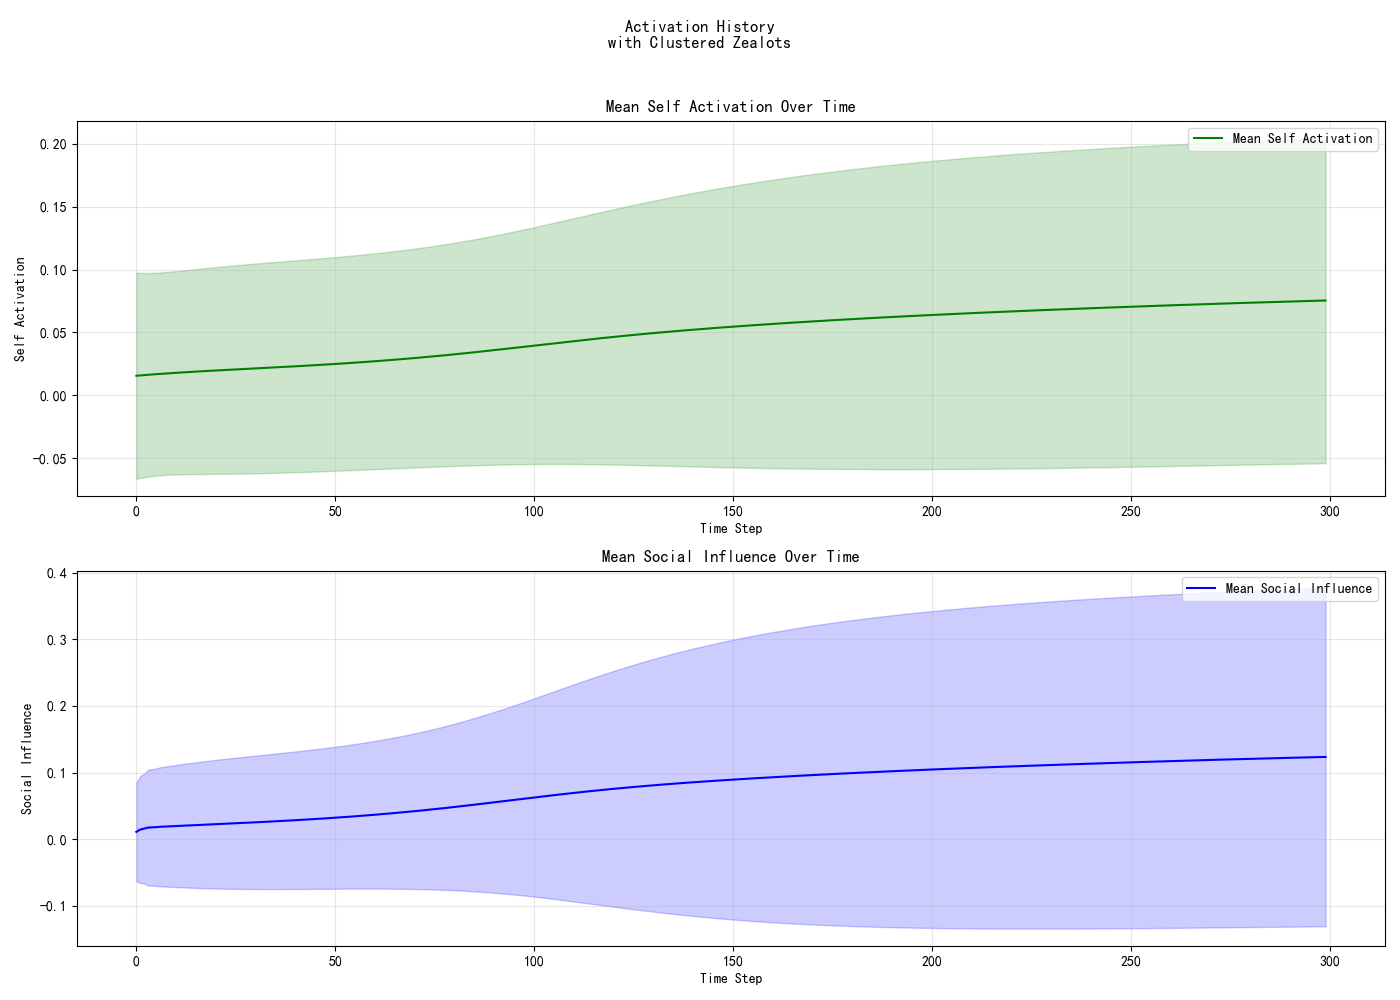 Activation History
with Clustered Zealots
Mean Self Activation Over Time
Mean Self Activation
0.20
0.15
0.10
0.05
0.00
−0.05
Self Activation
0
50
100
150
200
250
300
Time Step
Mean Social Influence Over Time
Mean Social Influence
0.4
0.3
0.2
0.1
0.0
−0.1
Social Influence
0
50
100
150
200
250
300
Time Step